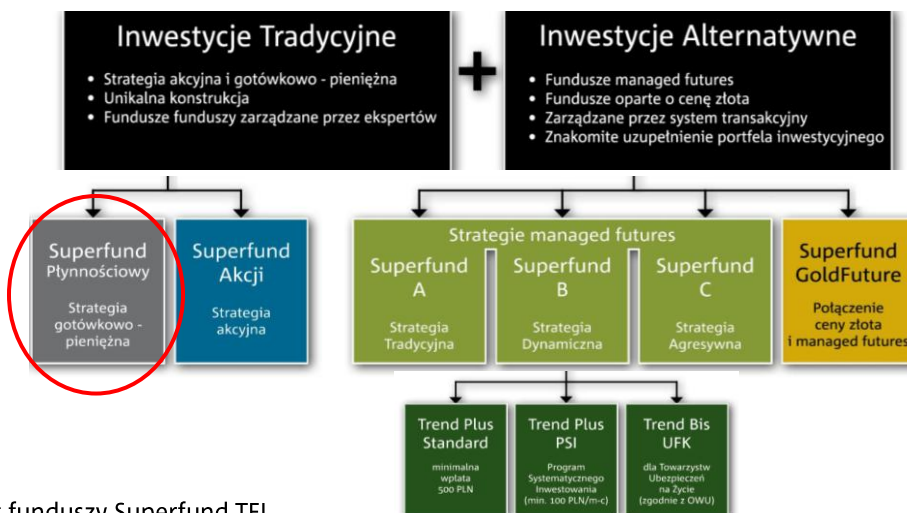 Inwestycje Tradycyjne
• Strategia akcyjna i gotówkowo - pieniężna
• Unikalna konstrukcja
• Fundusze funduszy zarządzane przez ekspertów
+
Inwestycje Alternatywne
• Fundusze managed futures
• Fundusze oparte o cenę złota
• Zarządzane przez system transakcyjny
• Znakomite uzupełnienie portfela inwestycyjnego
Superfund
Płynnościowy
Strategia
gotówkowo -
pieniężna
Superfund
Akcji
Strategia
akcyjna
Strategie managed futures
Superfund
A
Strategia
Tradycyjna
Superfund
B
Strategia
Dynamiczna
Superfund
C
Strategia
Agresywna
Superfund
GoldFuture
Połączenie
ceny złota
i managed futures
Trend Plus
Standard
minimalna
wpłata
500 PLN
Trend Plus
PSI
Program
Systematycznego
Inwestowania
(min. 100 PLN/m-c)
Trend Bis
UFK
dla Towarzystw
Ubezpieczeń
na Życie
(zgodnie z OWU)
funduszy Superfund TFI